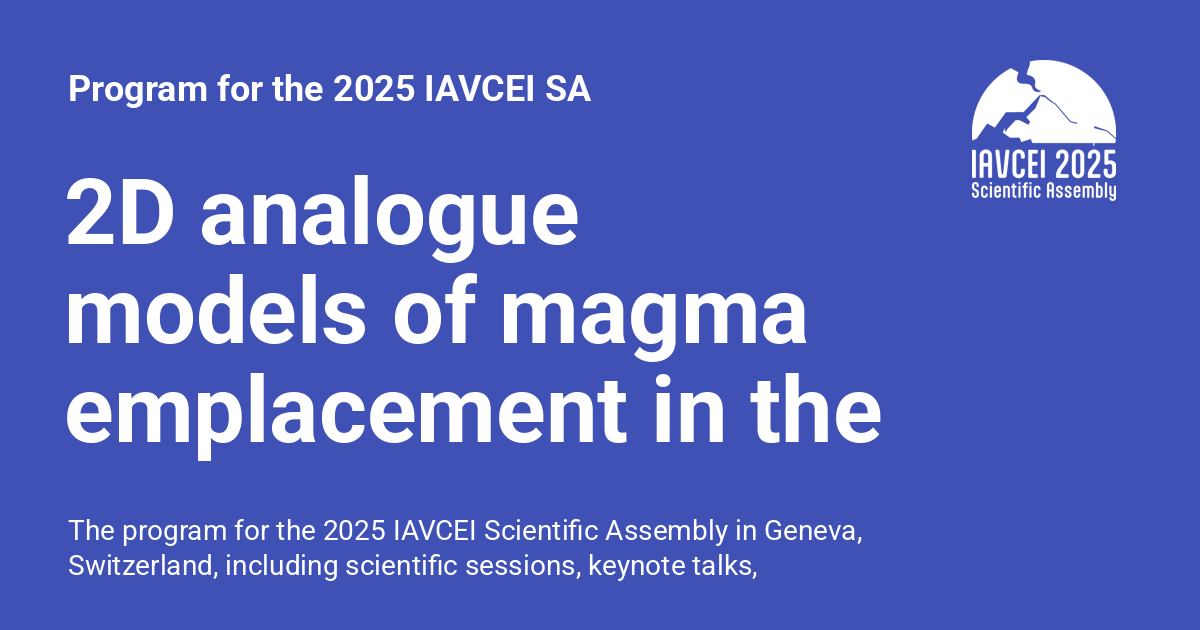 Program for the 2025 IAVCEI SA
IAVCEI 2025
Scientific Assembly
2D analogue
models of magma
emplacement in the
The program for the 2025 IAVCEI Scientific Assembly in Geneva,
Switzerland, including scientific sessions, keynote talks,